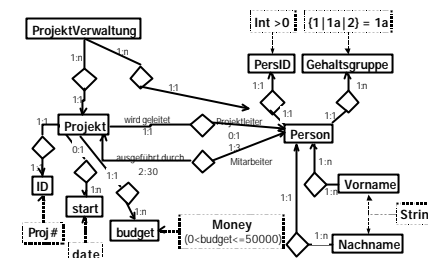 Int >0
{1|1a|2} = 1a
ProjektVerwaltung
1:n
1:n
PersID
Gehaltsgruppe
1:1
1:1
1:1
1:1
1:1
Projekt
wird geleitet
1:1
Projektleiter
0:1
Person
1:n
0:1
1:1
ausgeführt durch
2:30
1:3
Mitarbeiter
1:n
ID
1:n
1:n
start
1:n
budget
Proj#
date
Money
(0<budget<=50000)
1:1
1:n
Vorname
1:n
Nachname